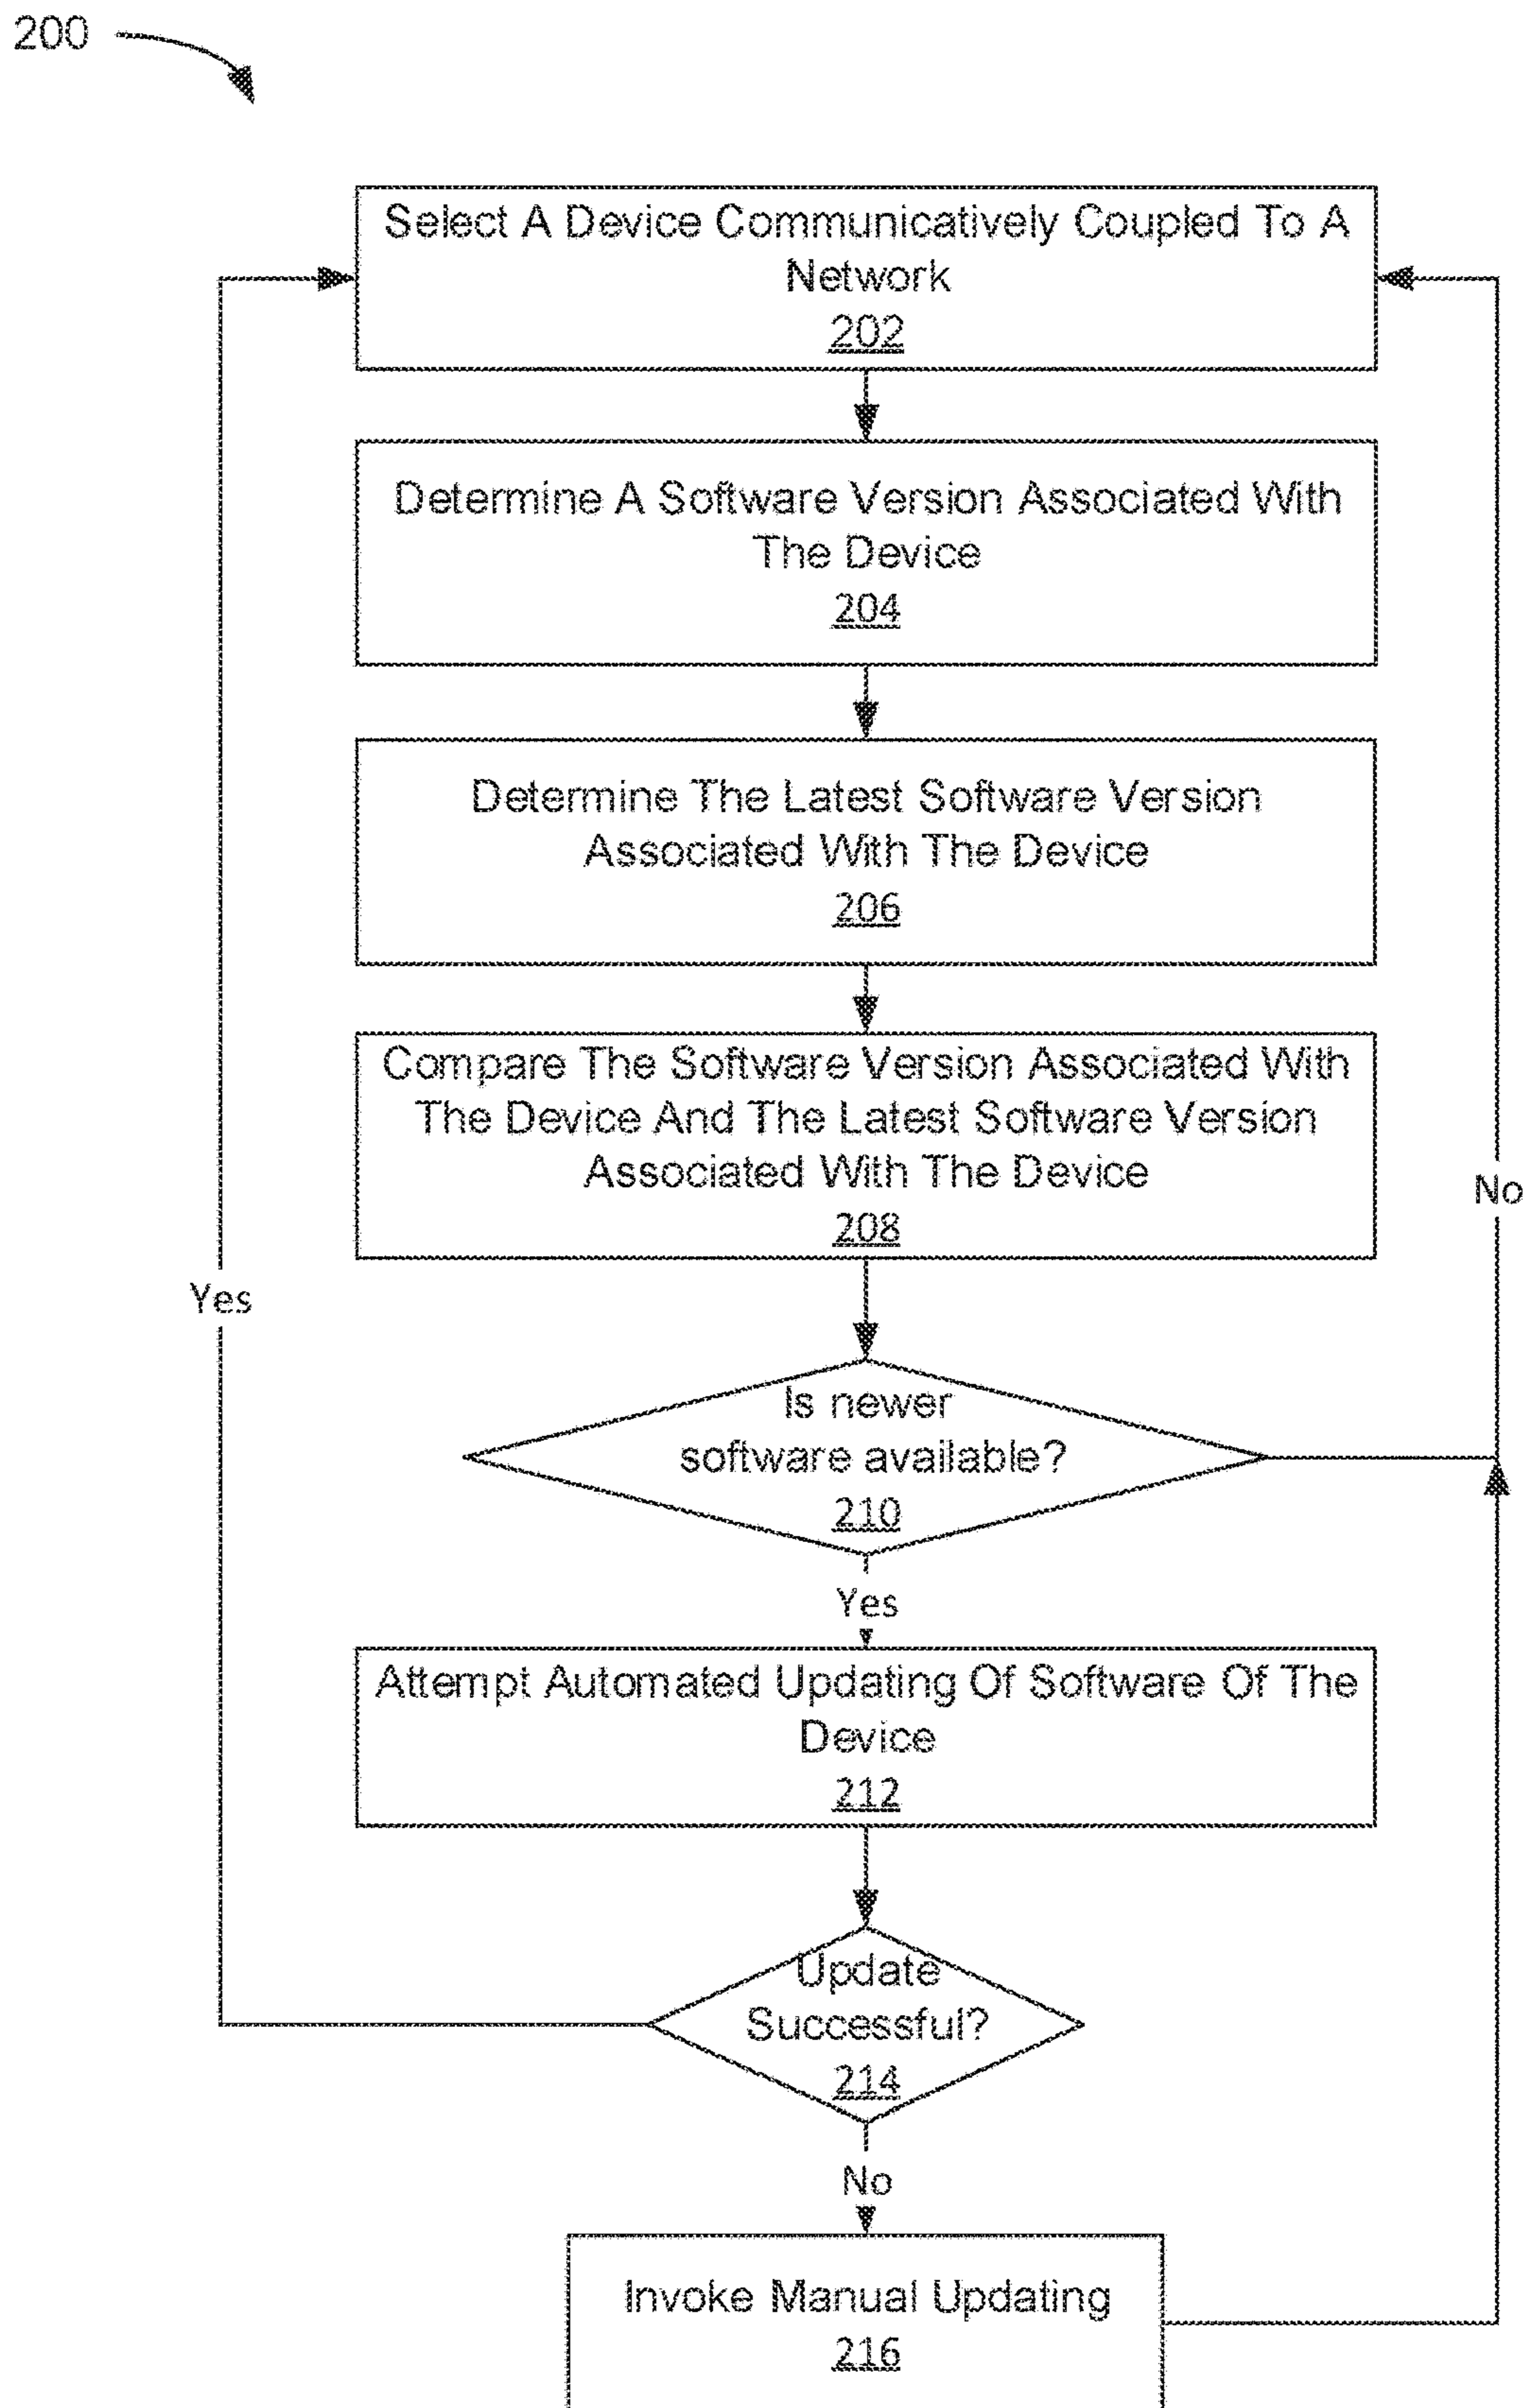 200
Select A Device Communicatively Coupled To A
Network
202
Determine A Software Version Associated With
The Device
204
Determine The Latest Software Version
Associated With The Device
206
Compare The Software Version Associated With
The Device And The Latest Software Version
Associated With The Device
208
No
Yes
Is newer
software available?
210
Yes
Attempt Automated Updating Of Software Of The
Device
212
Update
Successful?
214
No
Invoke Manual Updating
216